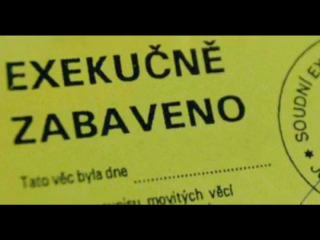 EXEKUČNĚ
ZABAVENO
SOUDNÍ
Tato věc byla dne ........................
movitých věcí